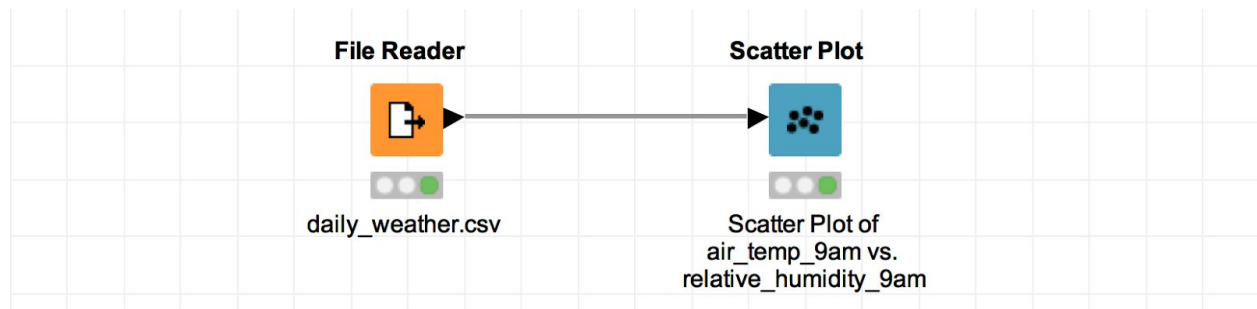 File Reader
Scatter Plot
daily_weather.csv
Scatter Plot of
air_temp_9am vs.
relative_humidity_9am